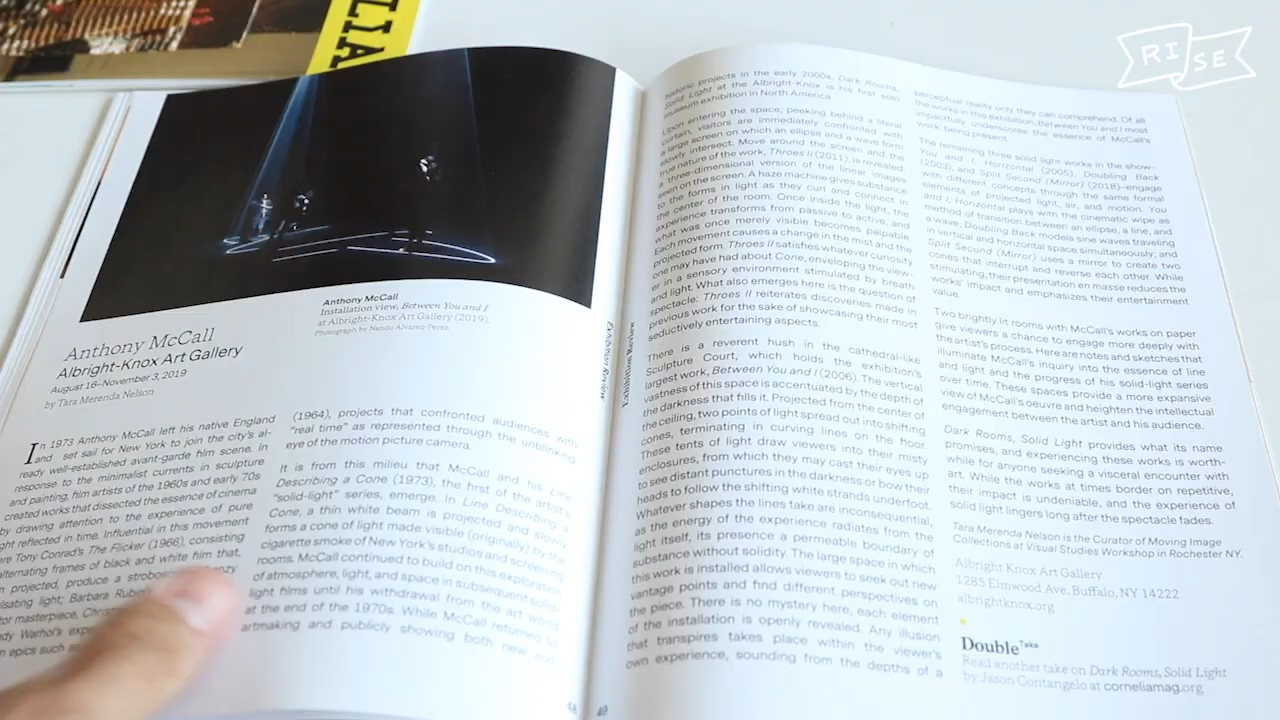 LIA
RISE
Anthony McCall
Installation view, Between You and I
at Albright-Knox Art Gallery (2019).
Photograph by Nando Alvarez-Perez.
Anthony McCall
Albright-Knox Art Gallery
August 16–November 3, 2019
by Tara Merenda Nelson
In 1973 Anthony McCall left his native England
and set sail for New York to join the city's al-
ready well-established avant-garde film scene. In
response to the minimalist currents in sculpture
and painting, film artists of the 1960s and early 70s
created works that dissected the essence of cinema
by drawing attention to the experience of pure
light reflected in time. Influential in this movement
were Tony Conrad's The Flicker (1966), consisting
alternating frames of black and white film that,
projected, produce a
pulsating light; Barbara Rubin's
masterpiece,
Warhol's
epics such as
(1964), projects that confronted audiences with
"real time" as represented through the unblinking
eye of the motion picture camera.
It is from this milieu that McCall and his Line
Describing a Cone (1973), the first of the artist's
"solid-light" series, emerge. In Line Describing a
Cone, a thin white beam is projected and slowly
forms a cone of light made visible (originally) by the
cigarette smoke of New York's studios and screening
rooms. McCall continued to build on this exploration
of atmosphere, light, and space in subsequent solid-
light films until his withdrawal from the art world
at the end of the 1970s. While McCall returned to
artmaking and publicly showing both new and
Exhibition Review
48
Exhibition Review
49
historic projects in the early 2000s, Dark Rooms,
Solid Light at the Albright-Knox is his first solo
museum exhibition in North America.
Upon entering the space, peeking behind a literal
curtain, visitors are immediately confronted with
a large screen on which an ellipse and a wave form
slowly intersect. Move around the screen and the
true nature of the work, Throes II (2011), is revealed:
a three-dimensional version of the linear images
seen on the screen. A haze machine gives substance
to the forms in light as they curl and connect in
the center of the room. Once inside the light, the
experience transforms from passive to active, and
what was once merely visible becomes palpable.
Each movement causes a change in the mist and the
projected form. Throes II satisfies whatever curiosity
one may have had about Cone, enveloping the view-
er in a sensory environment stimulated by breath
and light. What also emerges here is the question of
spectacle: Throes II reiterates discoveries made in
previous work for the sake of showcasing their most
seductively entertaining aspects.
There is a reverent hush in the cathedral-like
Sculpture Court, which holds the exhibition's
largest work, Between You and I (2006). The vertical
vastness of this space is accentuated by the depth of
the darkness that fills it. Projected from the center of
the ceiling, two points of light spread out into shifting
cones, terminating in curving lines on the floor.
These tents of light draw viewers into their misty
enclosures, from which they may cast their eyes up
to see distant punctures in the darkness or bow their
heads to follow the shifting white strands underfoot.
Whatever shapes the lines take are inconsequential,
as the energy of the experience radiates from the
light itself, its presence a permeable boundary of
substance without solidity. The large space in which
this work is installed allows viewers to seek out new
vantage points and find different perspectives on
the piece. There is no mystery here, each element
of the installation is openly revealed. Any illusion
that transpires takes place within the viewer's
own experience, sounding from the depths of a
perceptual reality only they can comprehend. Of all
the works in this exhibition, Between You and I most
impactfully underscores the essence of McCall's
work: being present.
The remaining three solid light works in the show–
You and I, Horizontal (2005), Doubling Back
(2003), and Split Second (Mirror) (2018)–engage
with different concepts through the same formal
elements of projected light, air, and motion. You
and I, Horizontal plays with the cinematic wipe as
method of transition between an ellipse, a line, and
a wave; Doubling Back models sine waves traveling
in vertical and horizontal space simultaneously; and
Split Second (Mirror) uses a mirror to create two
cones that interrupt and reverse each other. While
stimulating, their presentation en masse reduces the
works' impact and emphasizes their entertainment
value.
Two brightly lit rooms with McCall's works on paper
give viewers a chance to engage more deeply with
the artist's process. Here are notes and sketches that
illuminate McCall's inquiry into the essence of line
and light and the progress of his solid-light series
over time. These spaces provide a more expansive
view of McCall's oeuvre and heighten the intellectual
engagement between the artist and his audience.
Dark Rooms, Solid Light provides what its name
promises, and experiencing these works is worth-
while for anyone seeking a visceral encounter with
art. While the works at times border on repetitive,
their impact is undeniable, and the experience of
solid light lingers long after the spectacle fades.
Tara Merenda Nelson is the Curator of Moving Image
Collections at Visual Studies Workshop in Rochester NY.
Albright Knox Art Gallery
1285 Elmwood Ave, Buffalo, NY 14222
albrightknox.org
Double Take
Read another take on Dark Rooms, Solid Light
by Jason Contangelo at corneliamag.org